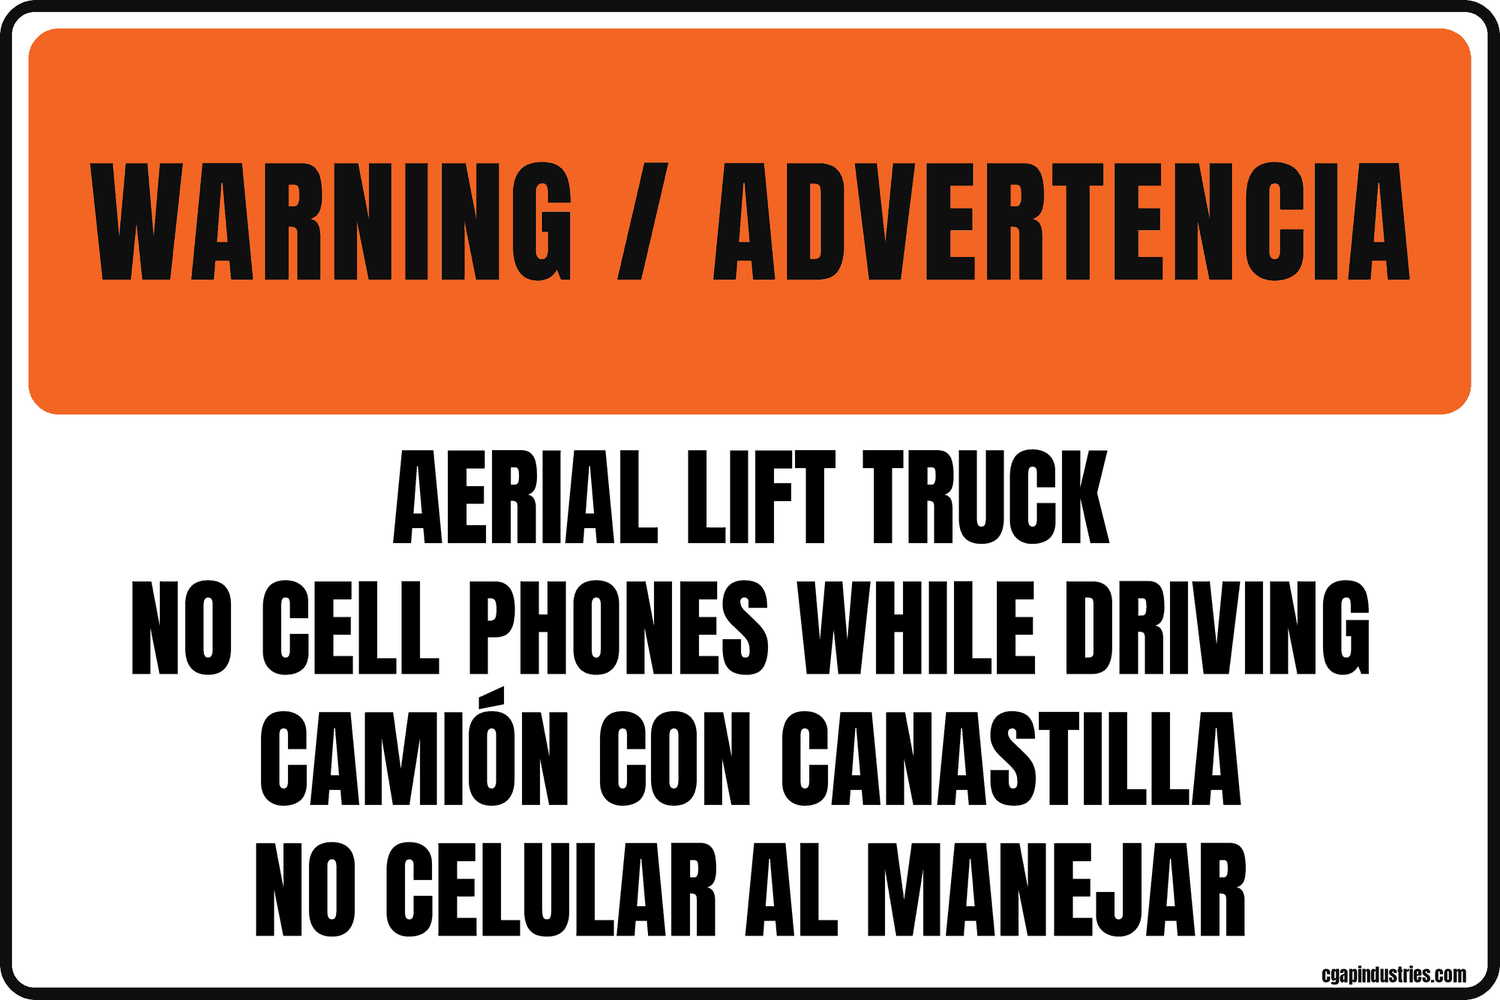 WARNING / ADVERTENCIA
AERIAL LIFT TRUCK
NO CELL PHONES WHILE DRIVING
CAMIÓN CON CANASTILLA
NO CELULAR AL MANEJAR
cgapindustries.com